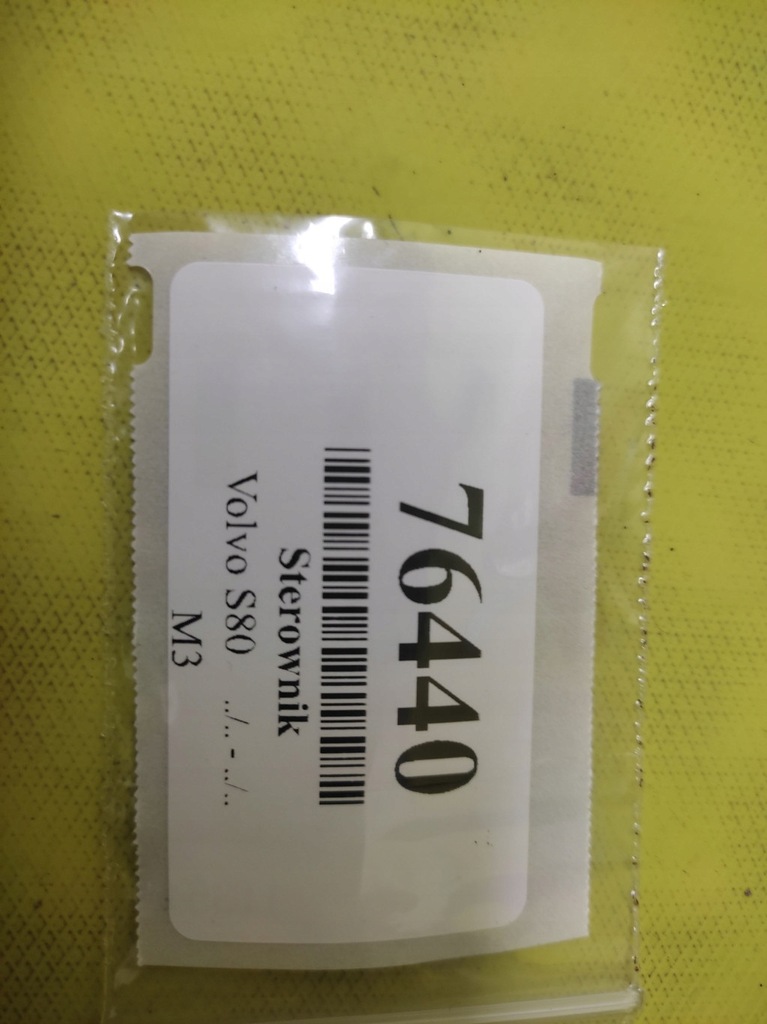 76440
Sterownik
Volvo S80 ../.. - ../..
M3